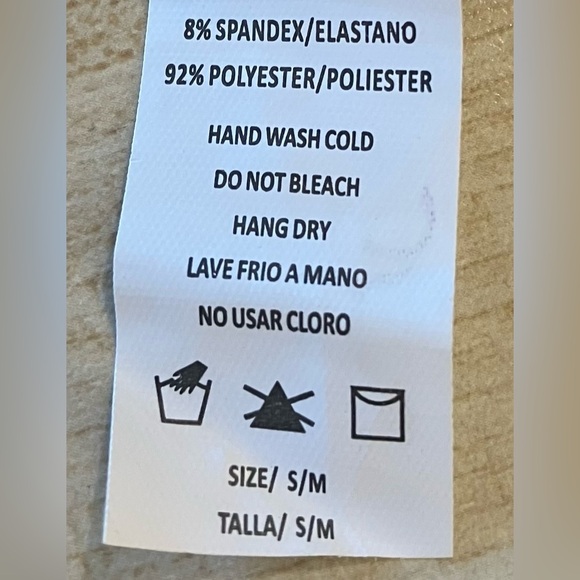 8% SPANDEX/ELASTANO
92% POLYESTER/POLIESTER
HAND WASH COLD
DO NOT BLEACH
HANG DRY
LAVE FRIO A MANO
NO USAR CLORO
SIZE/ S/M
TALLA/ S/M